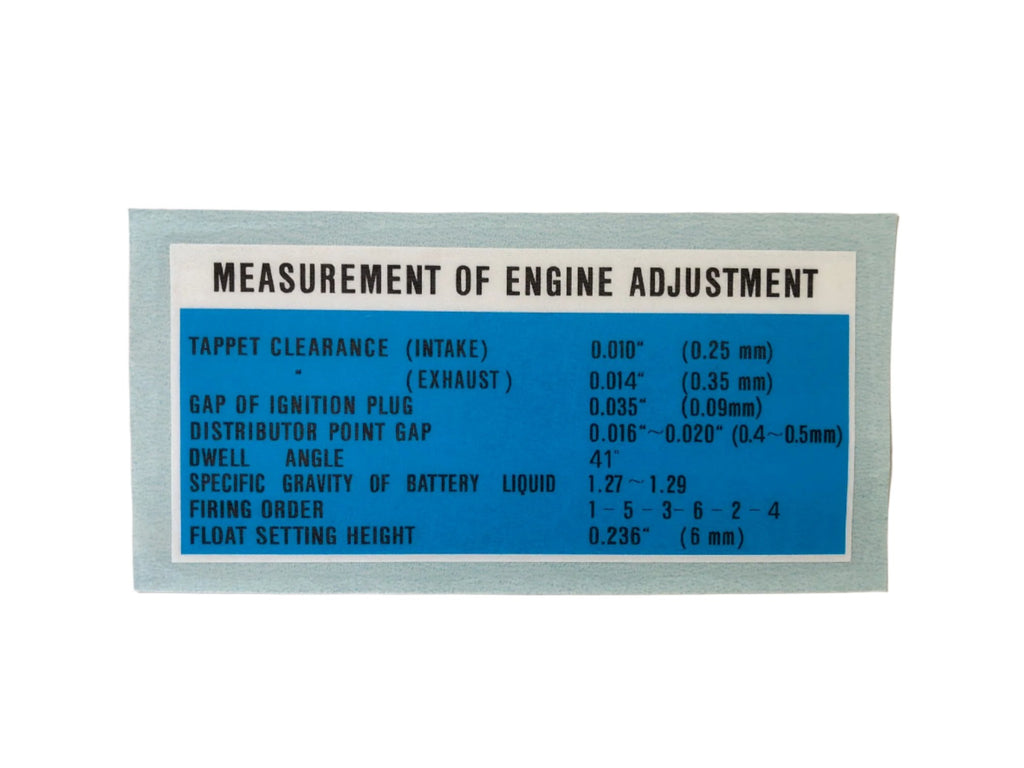 MEASUREMENT OF ENGINE ADJUSTMENT
TAPPET CLEARANCE (INTAKE) 0.010" (0.25 mm)
" (EXHAUST) 0.014" (0.35 mm)
GAP OF IGNITION PLUG 0.035" (0.09mm)
DISTRIBUTOR POINT GAP 0.016"~0.020" (0.4~0.5mm)
DWELL ANGLE 41°
SPECIFIC GRAVITY OF BATTERY LIQUID 1.27~1.29
FIRING ORDER 1-5-3-6-2-4
FLOAT SETTING HEIGHT 0.236" (6 mm)